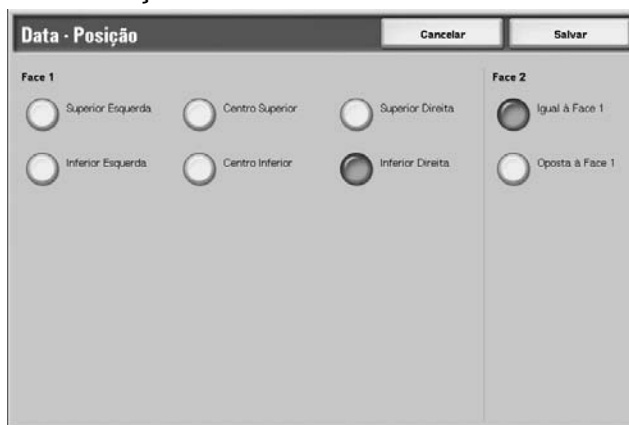 Data - Posição
Cancelar
Salvar
Face 1
Face 2
Superior Esquerda
Centro Superior
Superior Direita
Igual à Face 1
Inferior Esquerda
Centro Inferior
Inferior Direita
Oposta à Face 1